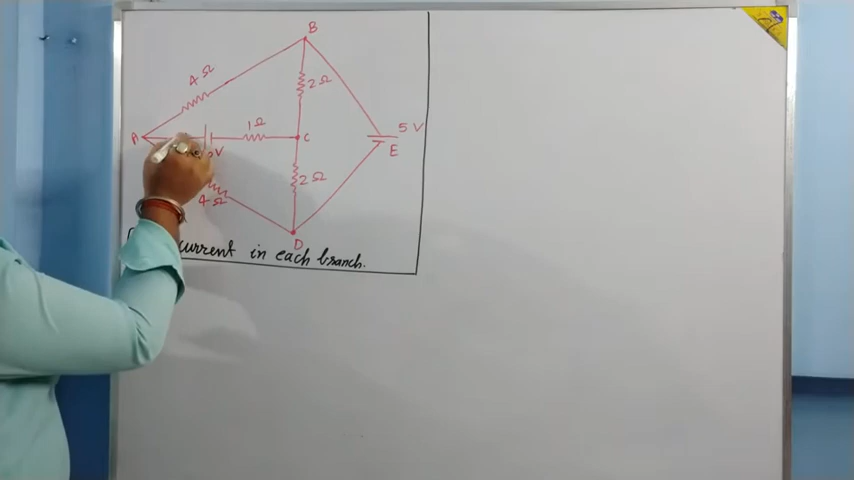 B
4 Ω
2 Ω
1 Ω
5 V
A
C
E
V
2 Ω
4 Ω
D
current in each branch.